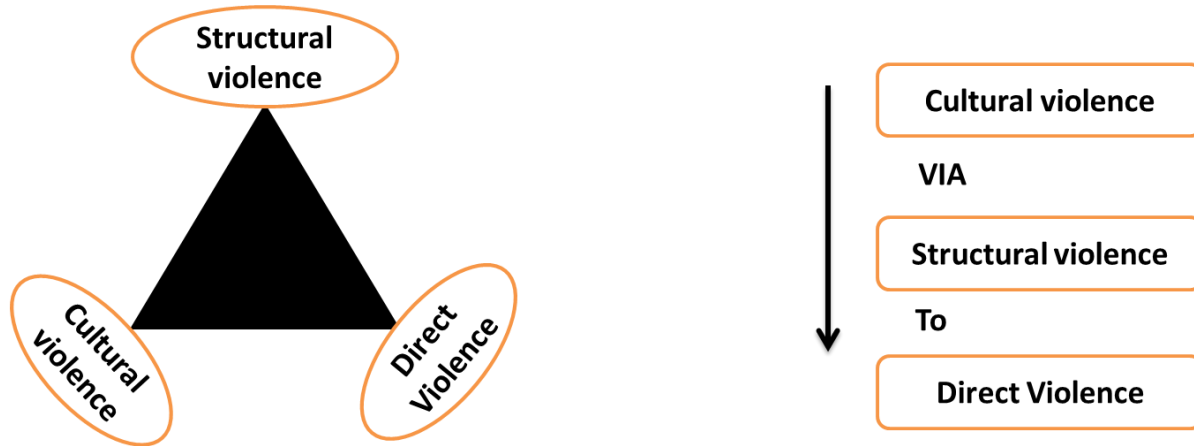 Structural
violence
Cultural
violence
Direct
Violence
Cultural violence
VIA
Structural violence
To
Direct Violence